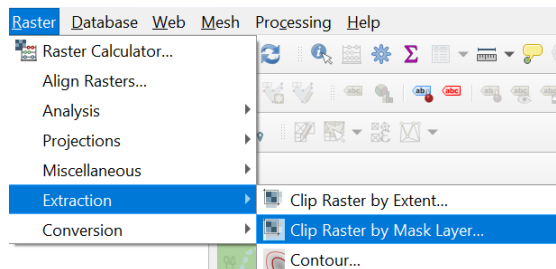 Raster Database Web Mesh Processing Help
Raster Calculator...
Align Rasters...
Analysis
Projections
Miscellaneous
Extraction
Clip Raster by Extent...
Conversion
Clip Raster by Mask Layer...
Contour...
abc